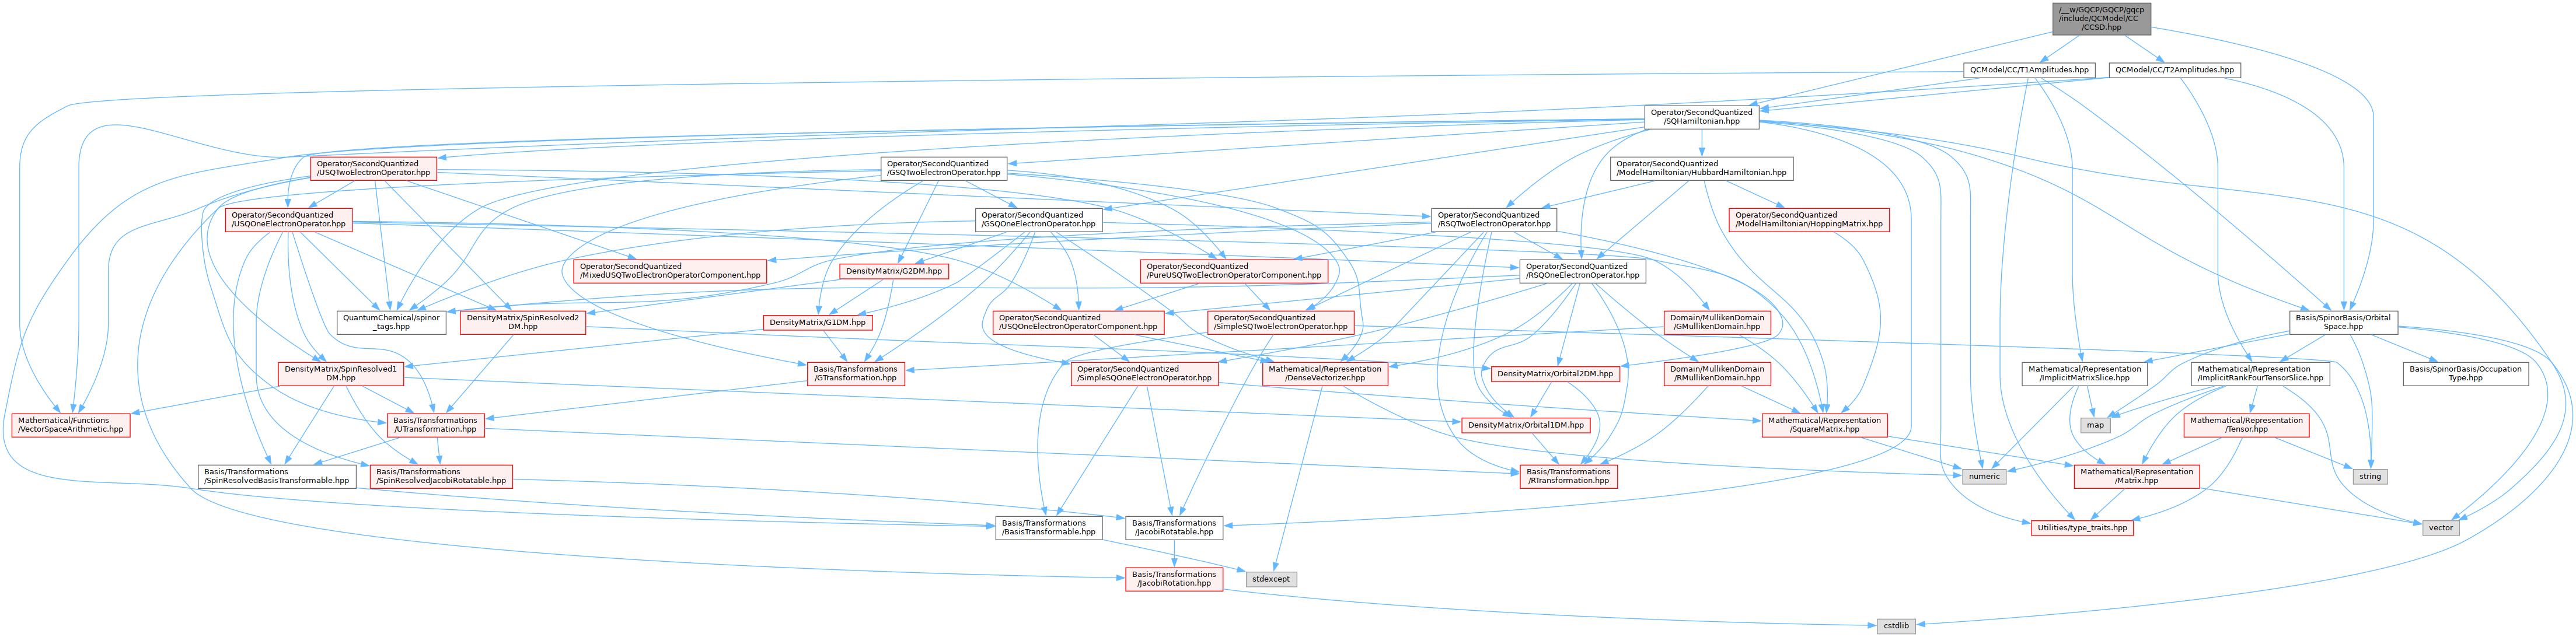 /__w/GQCP/GQCP/gqcp
/include/QCModel/CC
/CCSD.hpp
QCModel/CC/T1Amplitudes.hpp
QCModel/CC/T2Amplitudes.hpp
Operator/SecondQuantized
/SQHamiltonian.hpp
Operator/SecondQuantized
/USQTwoElectronOperator.hpp
Operator/SecondQuantized
/GSQTwoElectronOperator.hpp
Operator/SecondQuantized
/ModelHamiltonian/HubbardHamiltonian.hpp
Operator/SecondQuantized
/USQOneElectronOperator.hpp
Operator/SecondQuantized
/GSQOneElectronOperator.hpp
Operator/SecondQuantized
/RSQTwoElectronOperator.hpp
Operator/SecondQuantized
/ModelHamiltonian/HoppingMatrix.hpp
Operator/SecondQuantized
/MixedUSQTwoElectronOperatorComponent.hpp
DensityMatrix/G2DM.hpp
Operator/SecondQuantized
/PureUSQTwoElectronOperatorComponent.hpp
Operator/SecondQuantized
/RSQOneElectronOperator.hpp
QuantumChemical/spinor
_tags.hpp
DensityMatrix/SpinResolved2
DM.hpp
DensityMatrix/G1DM.hpp
Operator/SecondQuantized
/USQOneElectronOperatorComponent.hpp
Operator/SecondQuantized
/SimpleSQTwoElectronOperator.hpp
Domain/MullikenDomain
/GMullikenDomain.hpp
Basis/SpinorBasis/Orbital
Space.hpp
DensityMatrix/SpinResolved1
DM.hpp
Basis/Transformations
/GTransformation.hpp
Operator/SecondQuantized
/SimpleSQOneElectronOperator.hpp
Mathematical/Representation
/DenseVectorizer.hpp
DensityMatrix/Orbital2DM.hpp
Domain/MullikenDomain
/RMullikenDomain.hpp
Mathematical/Representation
/ImplicitMatrixSlice.hpp
Mathematical/Representation
/ImplicitRankFourTensorSlice.hpp
Basis/SpinorBasis/Occupation
Type.hpp
Mathematical/Functions
/VectorSpaceArithmetic.hpp
Basis/Transformations
/UTransformation.hpp
DensityMatrix/Orbital1DM.hpp
Mathematical/Representation
/SquareMatrix.hpp
map
Mathematical/Representation
/Tensor.hpp
Basis/Transformations
/SpinResolvedBasisTransformable.hpp
Basis/Transformations
/SpinResolvedJacobiRotatable.hpp
Basis/Transformations
/RTransformation.hpp
numeric
Mathematical/Representation
/Matrix.hpp
string
Basis/Transformations
/BasisTransformable.hpp
Basis/Transformations
/JacobiRotatable.hpp
Utilities/type_traits.hpp
vector
Basis/Transformations
/JacobiRotation.hpp
stdexcept
cstdlib